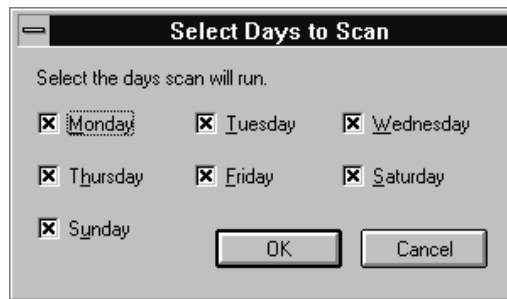 Select Days to Scan
Select the days scan will run.
Monday Tuesday Wednesday
Thursday Friday Saturday
Sunday
OK Cancel